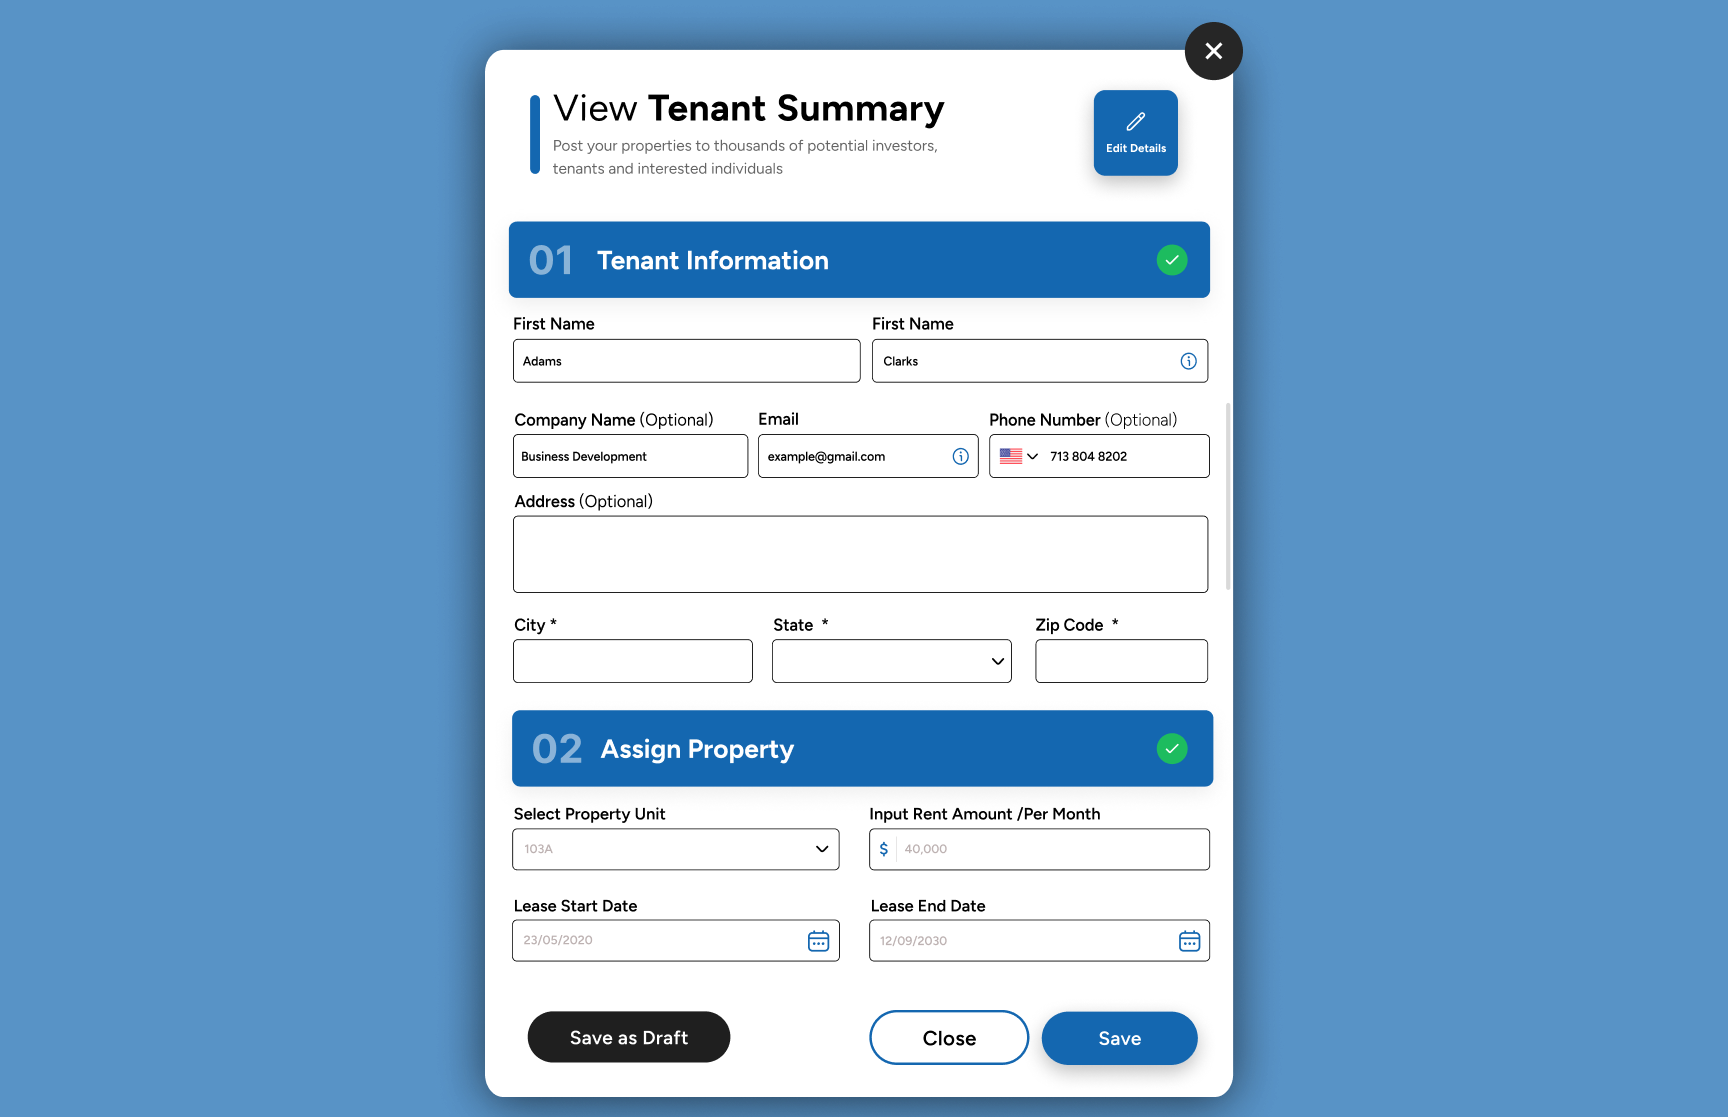 View Tenant Summary
Post your properties to thousands of potential investors,
tenants and interested individuals
Edit Details
01 Tenant Information
First Name
First Name
Adams
Clarks
Company Name (Optional)
Email
Phone Number (Optional)
Business Development
example@gmail.com
713 804 8202
Address (Optional)
City *
State *
Zip Code *
02 Assign Property
Select Property Unit
Input Rent Amount /Per Month
103A
$ 40,000
Lease Start Date
Lease End Date
23/05/2020
12/09/2030
Save as Draft
Close
Save